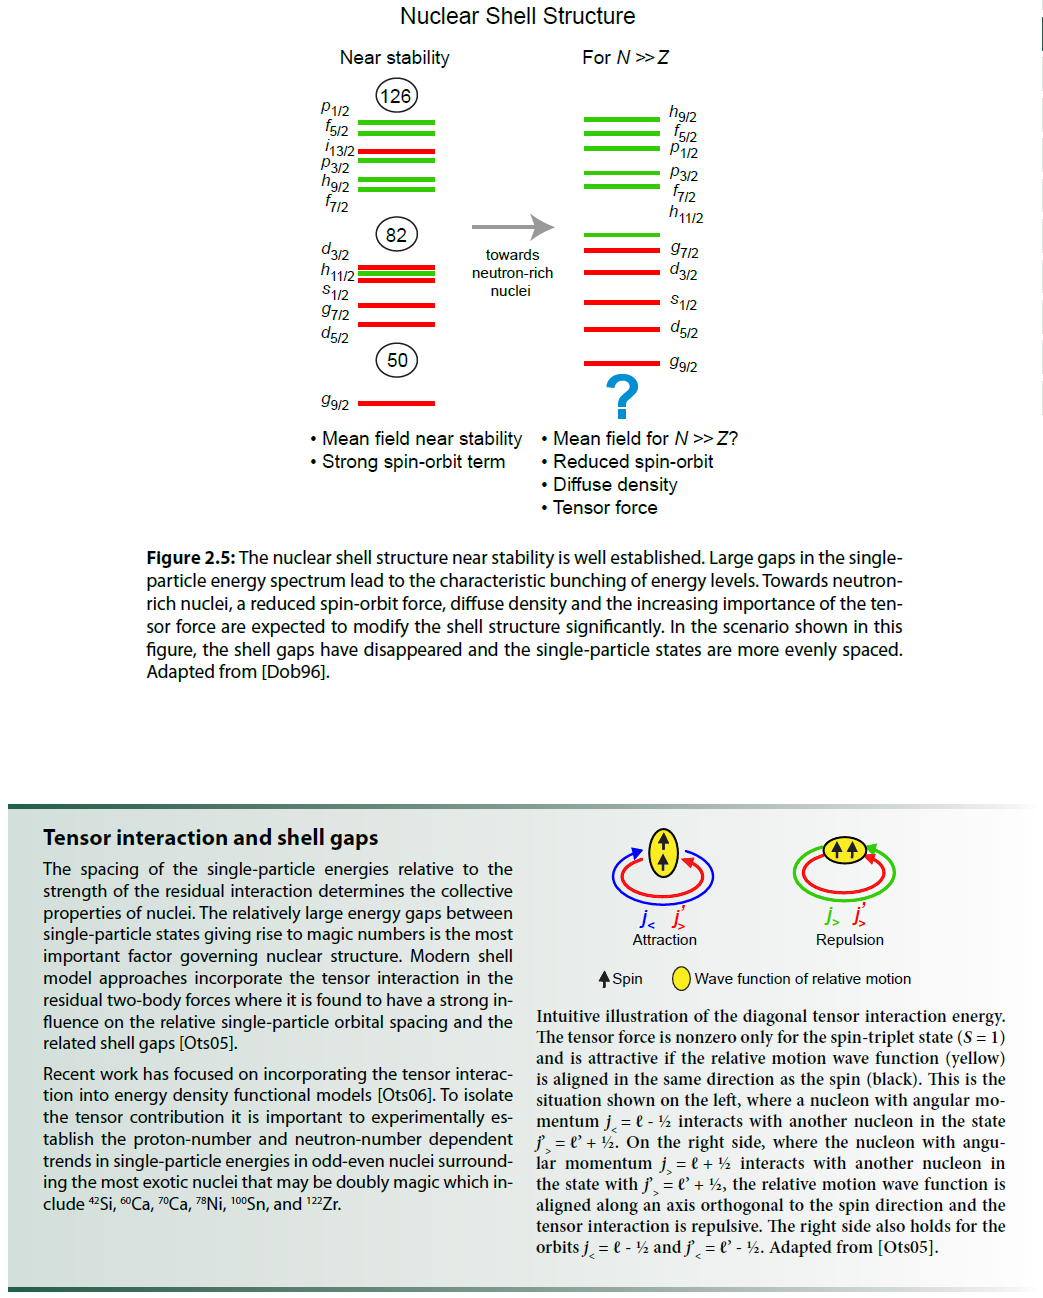 Nuclear Shell Structure
Near stability
For N >> Z
126
p1/2
f5/2
i13/2
p3/2
h9/2
f7/2
82
d3/2
h11/2
s1/2
g7/2
d5/2
50
g9/2
towards
neutron-rich
nuclei
h9/2
f5/2
p1/2
p3/2
f7/2
h11/2
g7/2
d3/2
s1/2
d5/2
g9/2
?
• Mean field near stability
• Strong spin-orbit term
• Mean field for N >> Z?
• Reduced spin-orbit
• Diffuse density
• Tensor force
Figure 2.5: The nuclear shell structure near stability is well established. Large gaps in the single-
particle energy spectrum lead to the characteristic bunching of energy levels. Towards neutron-
rich nuclei, a reduced spin-orbit force, diffuse density and the increasing importance of the ten-
sor force are expected to modify the shell structure significantly. In the scenario shown in this
figure, the shell gaps have disappeared and the single-particle states are more evenly spaced.
Adapted from [Dob96].
Tensor interaction and shell gaps
The spacing of the single-particle energies relative to the
strength of the residual interaction determines the collective
properties of nuclei. The relatively large energy gaps between
single-particle states giving rise to magic numbers is the most
important factor governing nuclear structure. Modern shell
model approaches incorporate the tensor interaction in the
residual two-body forces where it is found to have a strong in-
fluence on the relative single-particle orbital spacing and the
related shell gaps [Ots05].
Recent work has focused on incorporating the tensor interac-
tion into energy density functional models [Ots06]. To isolate
the tensor contribution it is important to experimentally es-
tablish the proton-number and neutron-number dependent
trends in single-particle energies in odd-even nuclei surround-
ing the most exotic nuclei that may be doubly magic which in-
clude ⁴²Si, ⁶⁰Ca, ⁷⁰Ca, ⁷⁸Ni, ¹⁰⁰Sn, and ¹²²Zr.
j< j'>
Attraction
j> j'>
Repulsion
Spin
Wave function of relative motion
Intuitive illustration of the diagonal tensor interaction energy.
The tensor force is nonzero only for the spin-triplet state (S = 1)
and is attractive if the relative motion wave function (yellow)
is aligned in the same direction as the spin (black). This is the
situation shown on the left, where a nucleon with angular mo-
mentum j< = ℓ - ½ interacts with another nucleon in the state
j'> = ℓ' + ½. On the right side, where the nucleon with angu-
lar momentum j> = ℓ + ½ interacts with another nucleon in
the state with j'> = ℓ' + ½, the relative motion wave function is
aligned along an axis orthogonal to the spin direction and the
tensor interaction is repulsive. The right side also holds for the
orbits j< = ℓ - ½ and j'< = ℓ' - ½. Adapted from [Ots05].